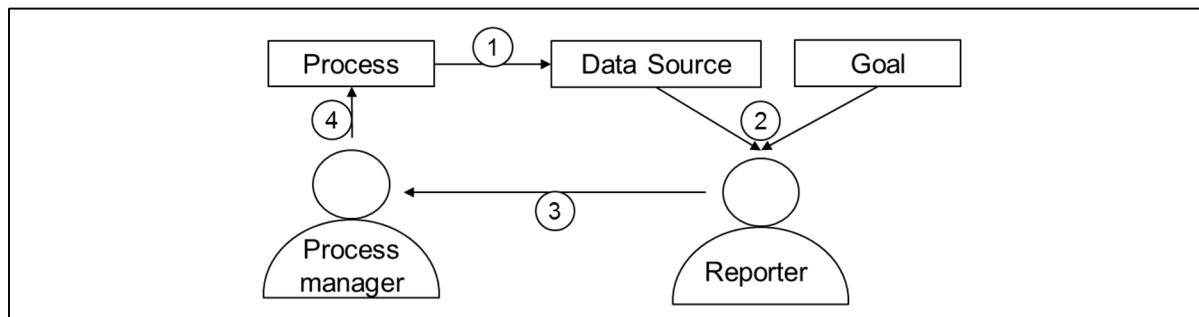 1
Process
Data Source
Goal
4
2
3
Process
manager
Reporter